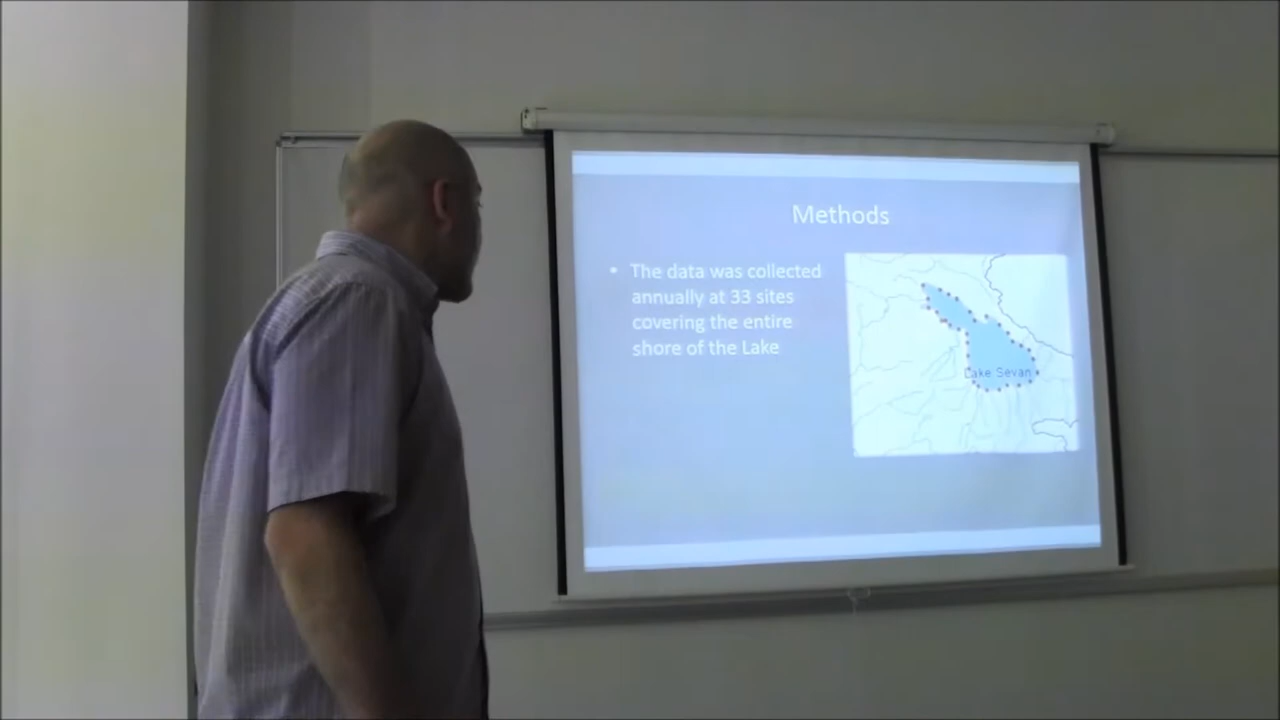 Methods
• The data was collected
annually at 33 sites
covering the entire
shore of the Lake
Lake Sevan